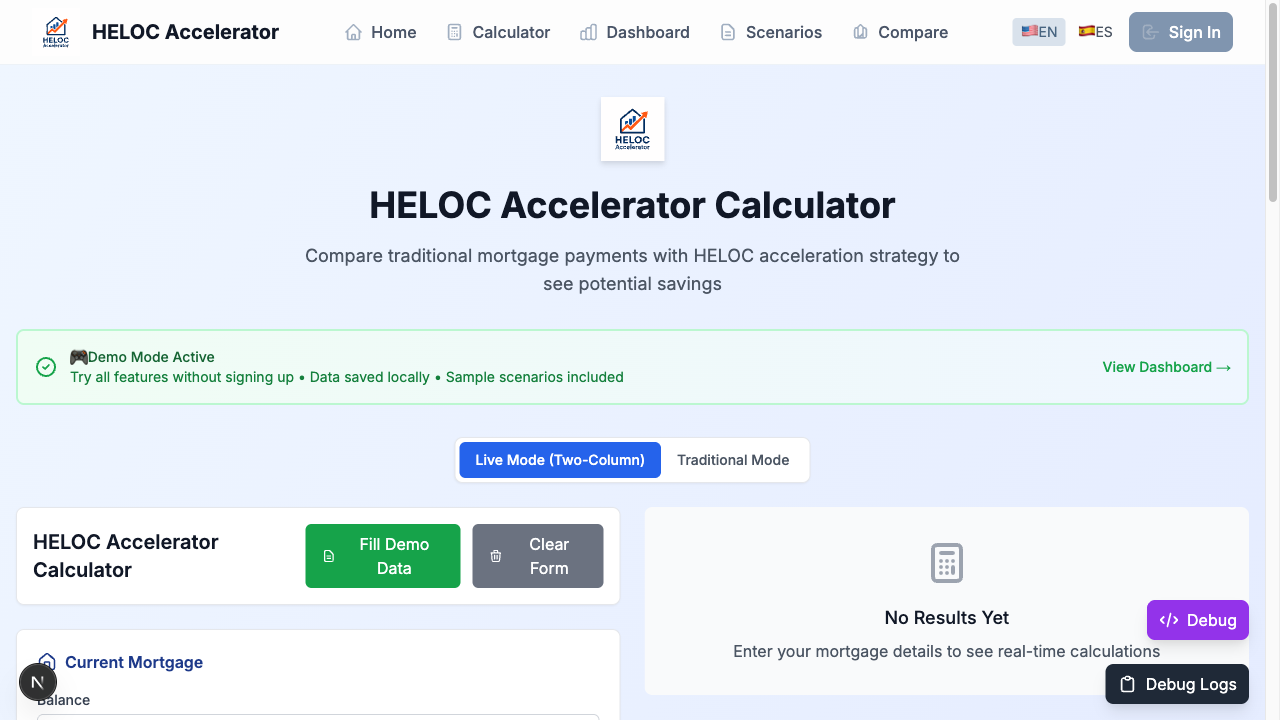 HELOC
Accelerator
HELOC Accelerator
Home
Calculator
Dashboard
Scenarios
Compare
EN
ES
Sign In
HELOC
Accelerator
HELOC Accelerator Calculator
Compare traditional mortgage payments with HELOC acceleration strategy to
see potential savings
Demo Mode Active
Try all features without signing up • Data saved locally • Sample scenarios included
View Dashboard →
Live Mode (Two-Column)
Traditional Mode
HELOC Accelerator
Calculator
Fill Demo
Data
Clear
Form
No Results Yet
Enter your mortgage details to see real-time calculations
Debug
Debug Logs
Current Mortgage
Balance
N